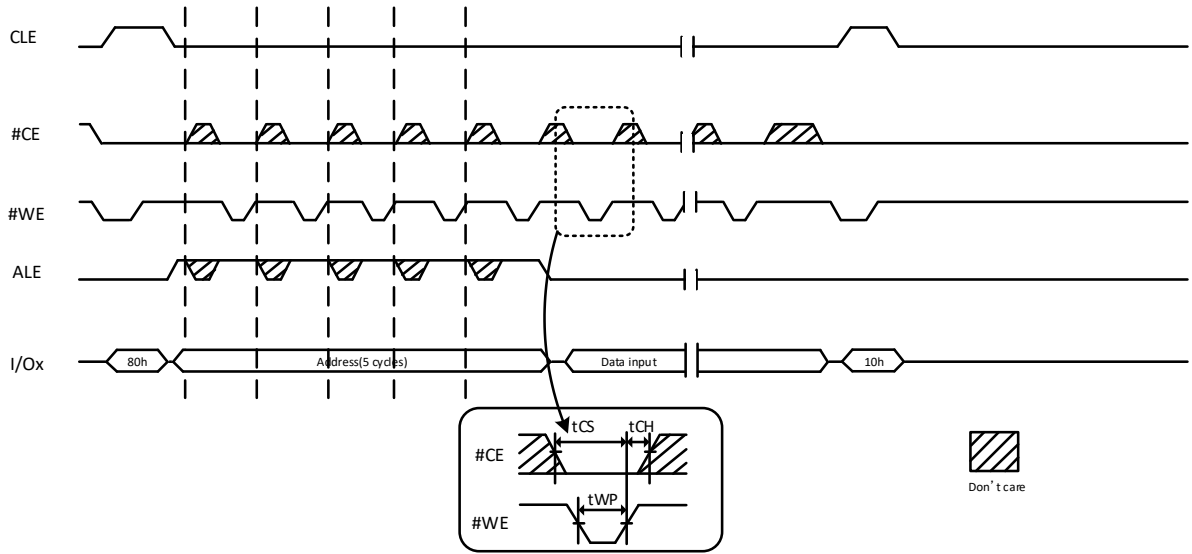 CLE
#CE
#WE
ALE
I/Ox 80h Address(5 cycles) Data input 10h
tCS tCH
#CE
tWP
#WE
Don't care